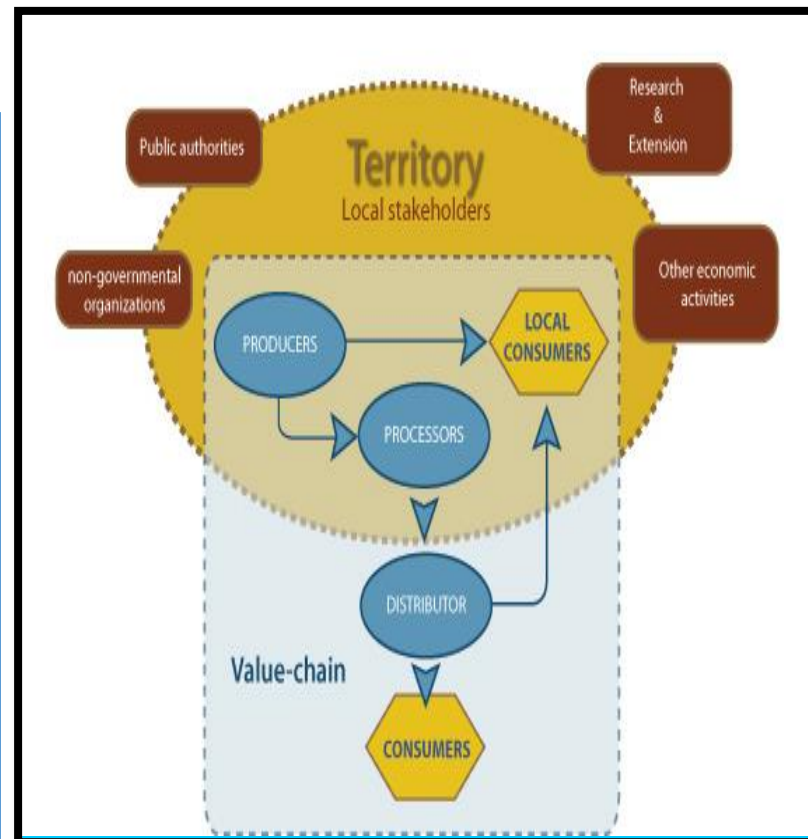 Public authorities
Research
&
Extension
Territory
Local stakeholders
non-governmental
organizations
Other economic
activities
PRODUCERS
LOCAL
CONSUMERS
PROCESSORS
DISTRIBUTOR
Value-chain
CONSUMERS